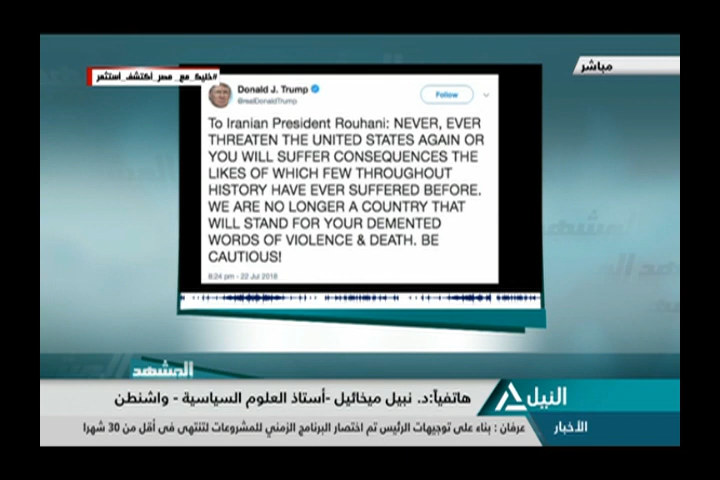 #خليك_مع_مصر_اكتشف_استثمر
مباشر
Donald J. Trump
@realDonaldTrump
Follow
To Iranian President Rouhani: NEVER, EVER
THREATEN THE UNITED STATES AGAIN OR
YOU WILL SUFFER CONSEQUENCES THE
LIKES OF WHICH FEW THROUGHOUT
HISTORY HAVE EVER SUFFERED BEFORE.
WE ARE NO LONGER A COUNTRY THAT
WILL STAND FOR YOUR DEMENTED
WORDS OF VIOLENCE & DEATH. BE
CAUTIOUS!
8:24 pm - 22 Jul 2018
المشهد
هاتفياً:د. نبيل ميخائيل -أستاذ العلوم السياسية - واشنطن
النيل
عرفان : بناء على توجيهات الرئيس تم اختصار البرنامج الزمني للمشروعات لتنتهى فى أقل من 30 شهرا
الأخبار